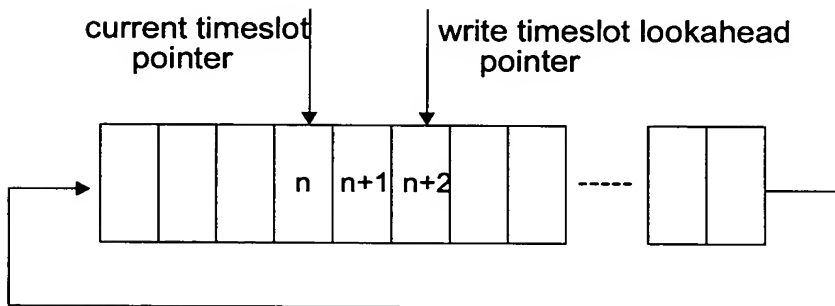 current timeslot
pointer
write timeslot lookahead
pointer
n n+1 n+2